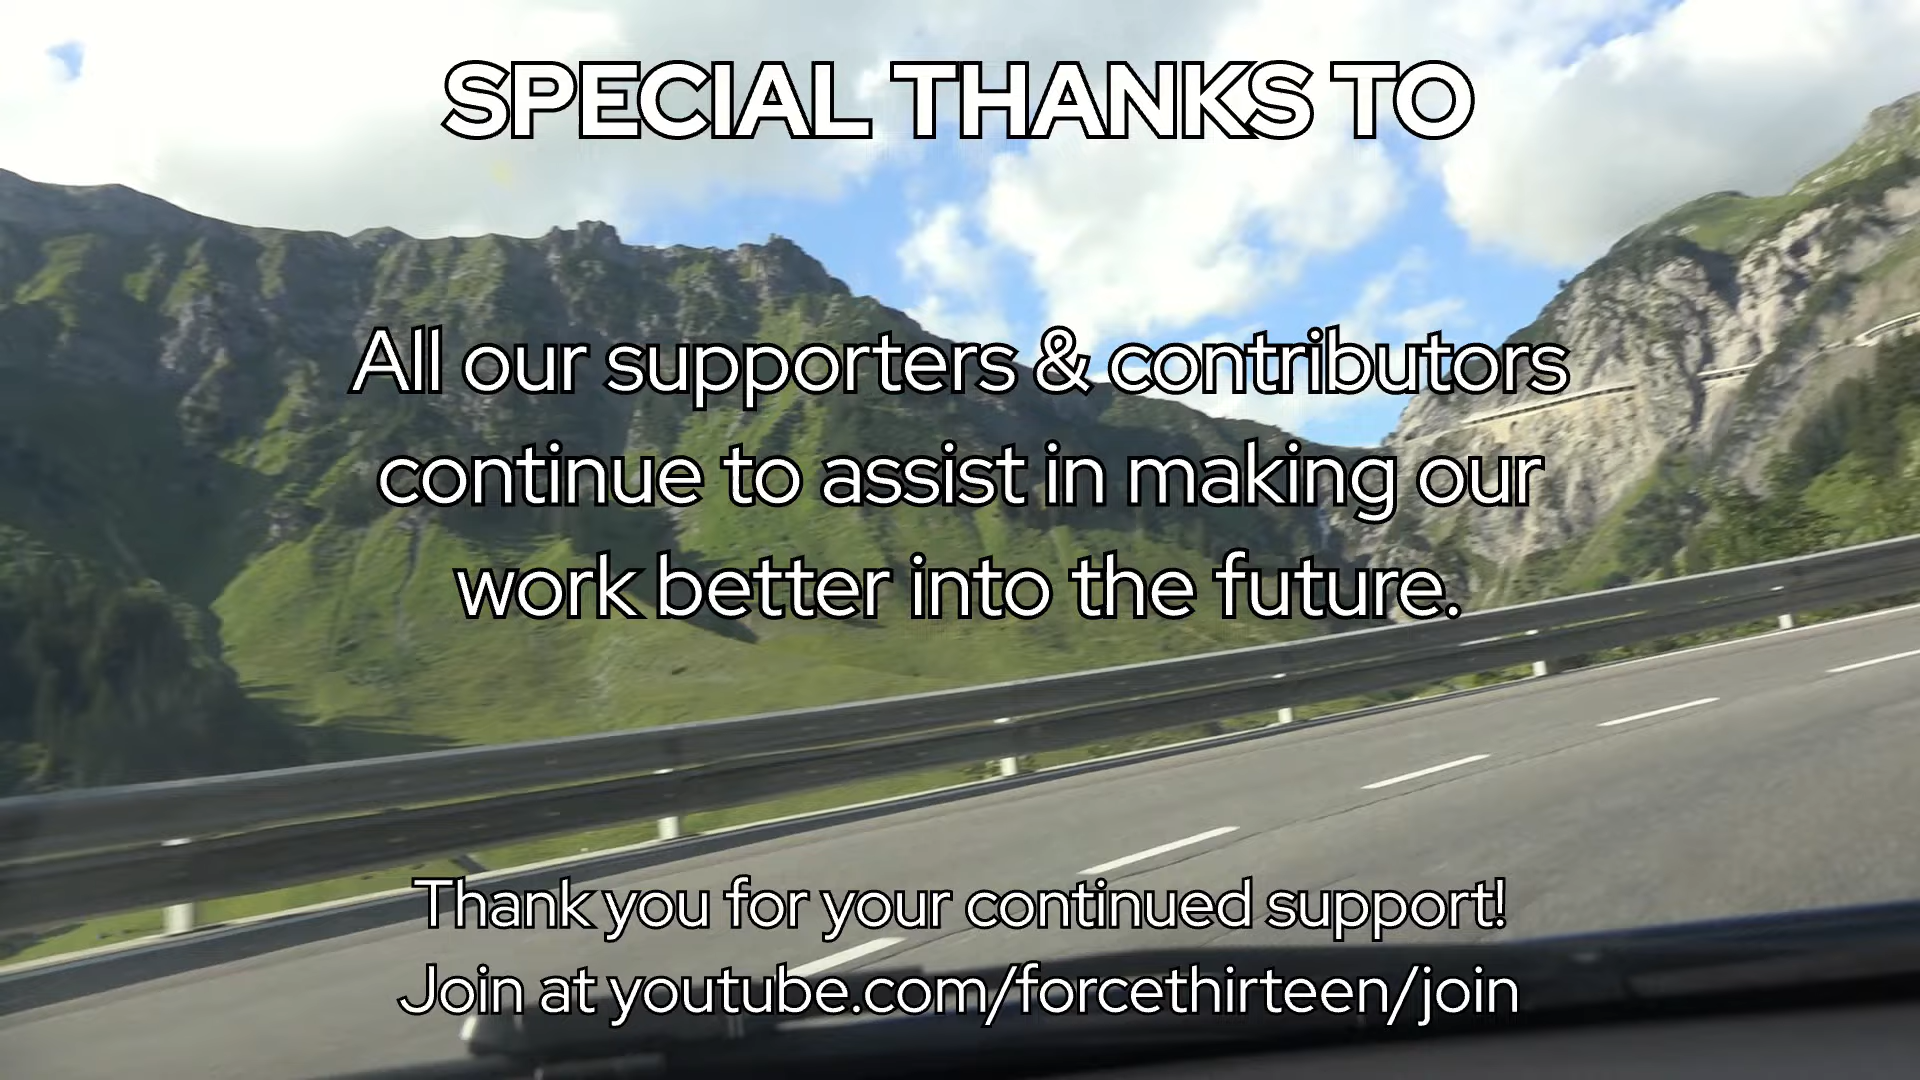 SPECIAL THANKS TO
All our supporters & contributors
continue to assist in making our
work better into the future.
Thank you for your continued support!
Join at youtube.com/forcethirteen/join